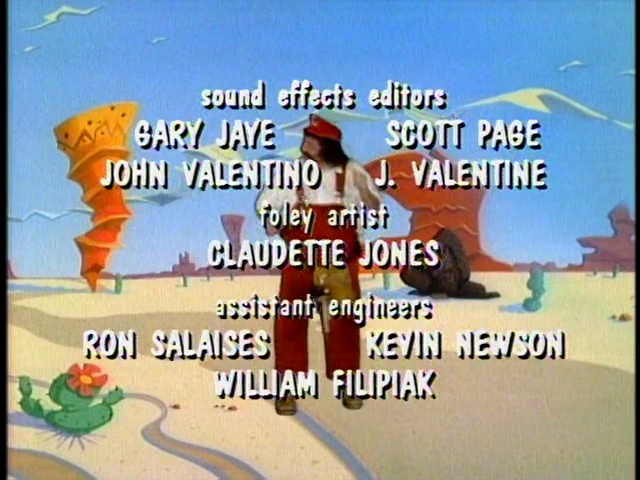 sound effects editors
GARY JAYE SCOTT PAGE
JOHN VALENTINO J. VALENTINE
foley artist
CLAUDETTE JONES
assistant engineers
RON SALAISES KEVIN NEWSON
WILLIAM FILIPIAK